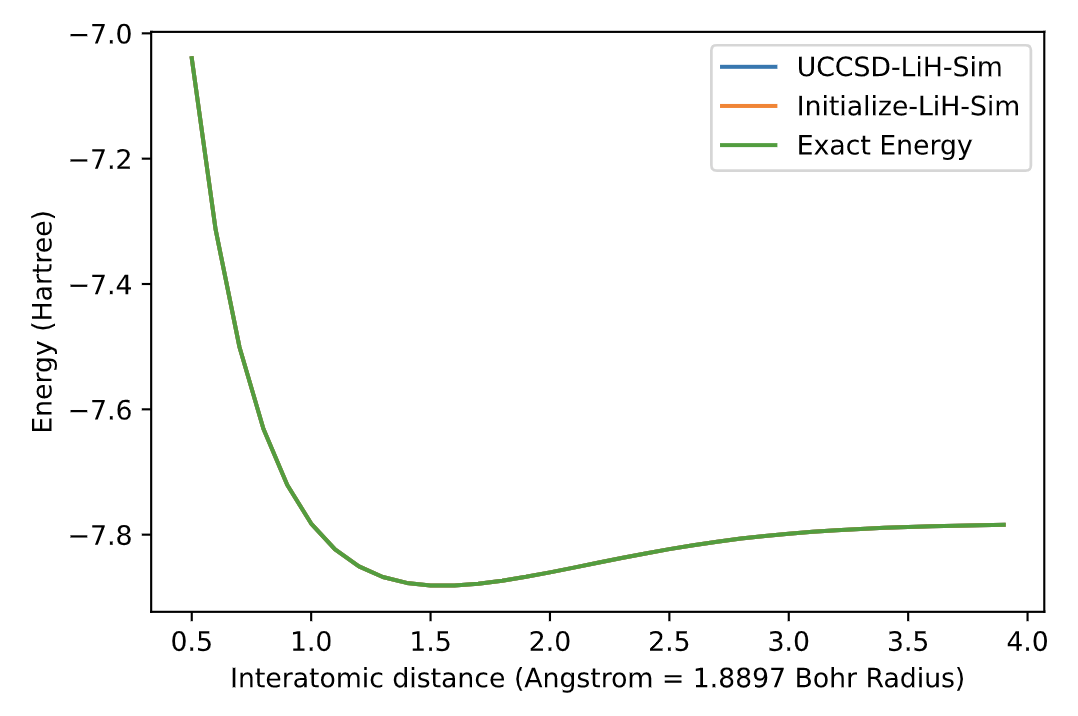 −7.0
−7.2
−7.4
−7.6
−7.8
Energy (Hartree)
UCCSD-LiH-Sim
Initialize-LiH-Sim
Exact Energy
0.5 1.0 1.5 2.0 2.5 3.0 3.5 4.0
Interatomic distance (Angstrom = 1.8897 Bohr Radius)